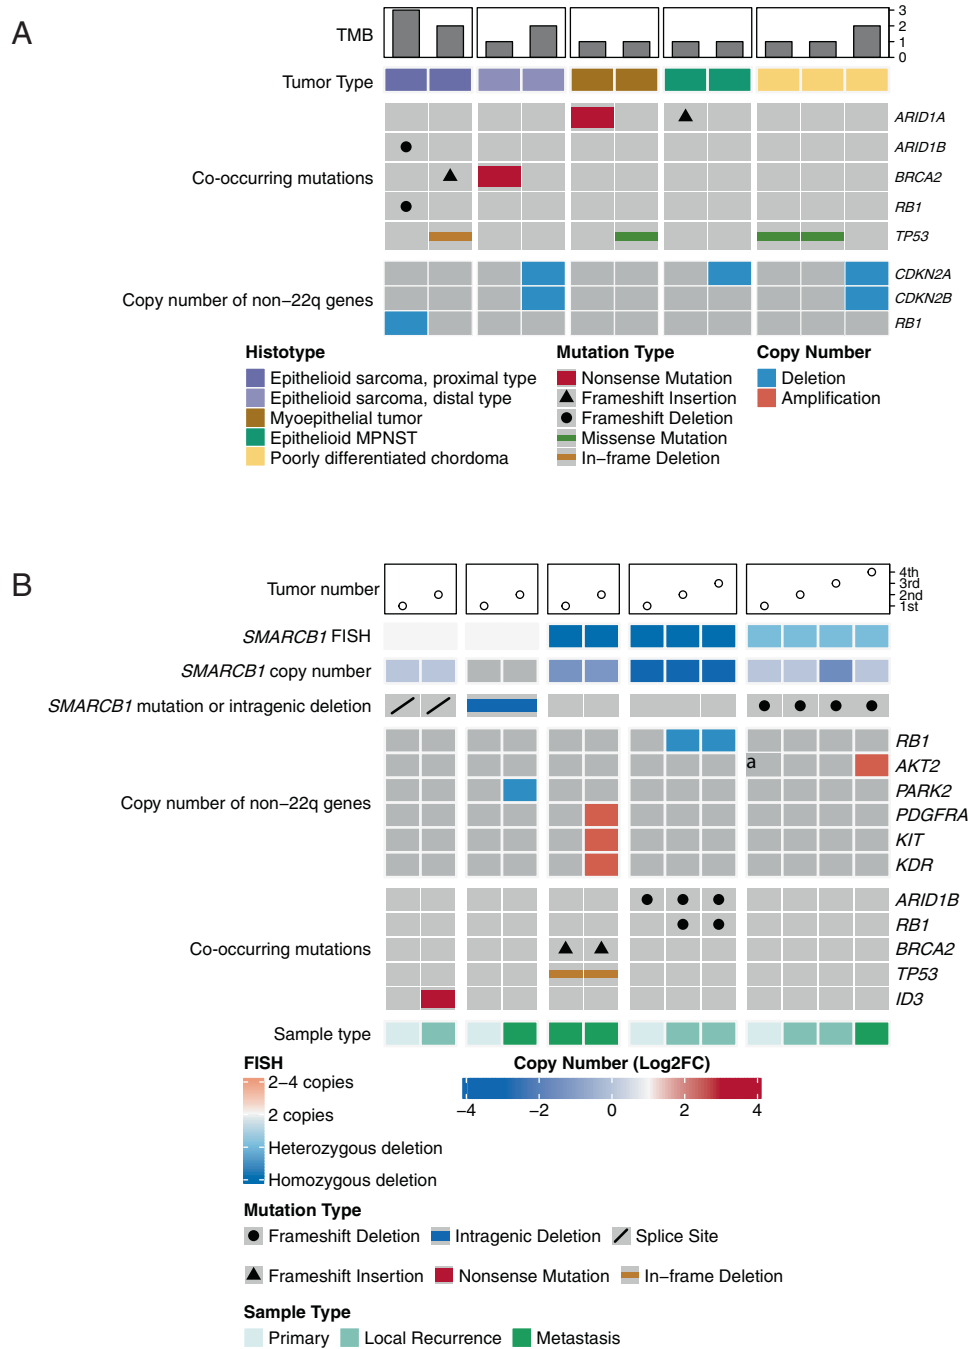 A
TMB
3
2
1
0
Tumor Type
Co-occurring mutations
ARID1A
ARID1B
BRCA2
RB1
TP53
Copy number of non−22q genes
CDKN2A
CDKN2B
RB1
Histotype
Epithelioid sarcoma, proximal type
Epithelioid sarcoma, distal type
Myoepithelial tumor
Epithelioid MPNST
Poorly differentiated chordoma
Mutation Type
Nonsense Mutation
Frameshift Insertion
Frameshift Deletion
Missense Mutation
In−frame Deletion
Copy Number
Deletion
Amplification
B
Tumor number
4th
3rd
2nd
1st
SMARCB1 FISH
SMARCB1 copy number
SMARCB1 mutation or intragenic deletion
Copy number of non−22q genes
a
RB1
AKT2
PARK2
PDGFRA
KIT
KDR
Co-occurring mutations
ARID1B
RB1
BRCA2
TP53
ID3
Sample type
FISH
2−4 copies
2 copies
Heterozygous deletion
Homozygous deletion
Copy Number (Log2FC)
−4 −2 0 2 4
Mutation Type
Frameshift Deletion Intragenic Deletion Splice Site
Frameshift Insertion Nonsense Mutation In−frame Deletion
Sample Type
Primary Local Recurrence Metastasis